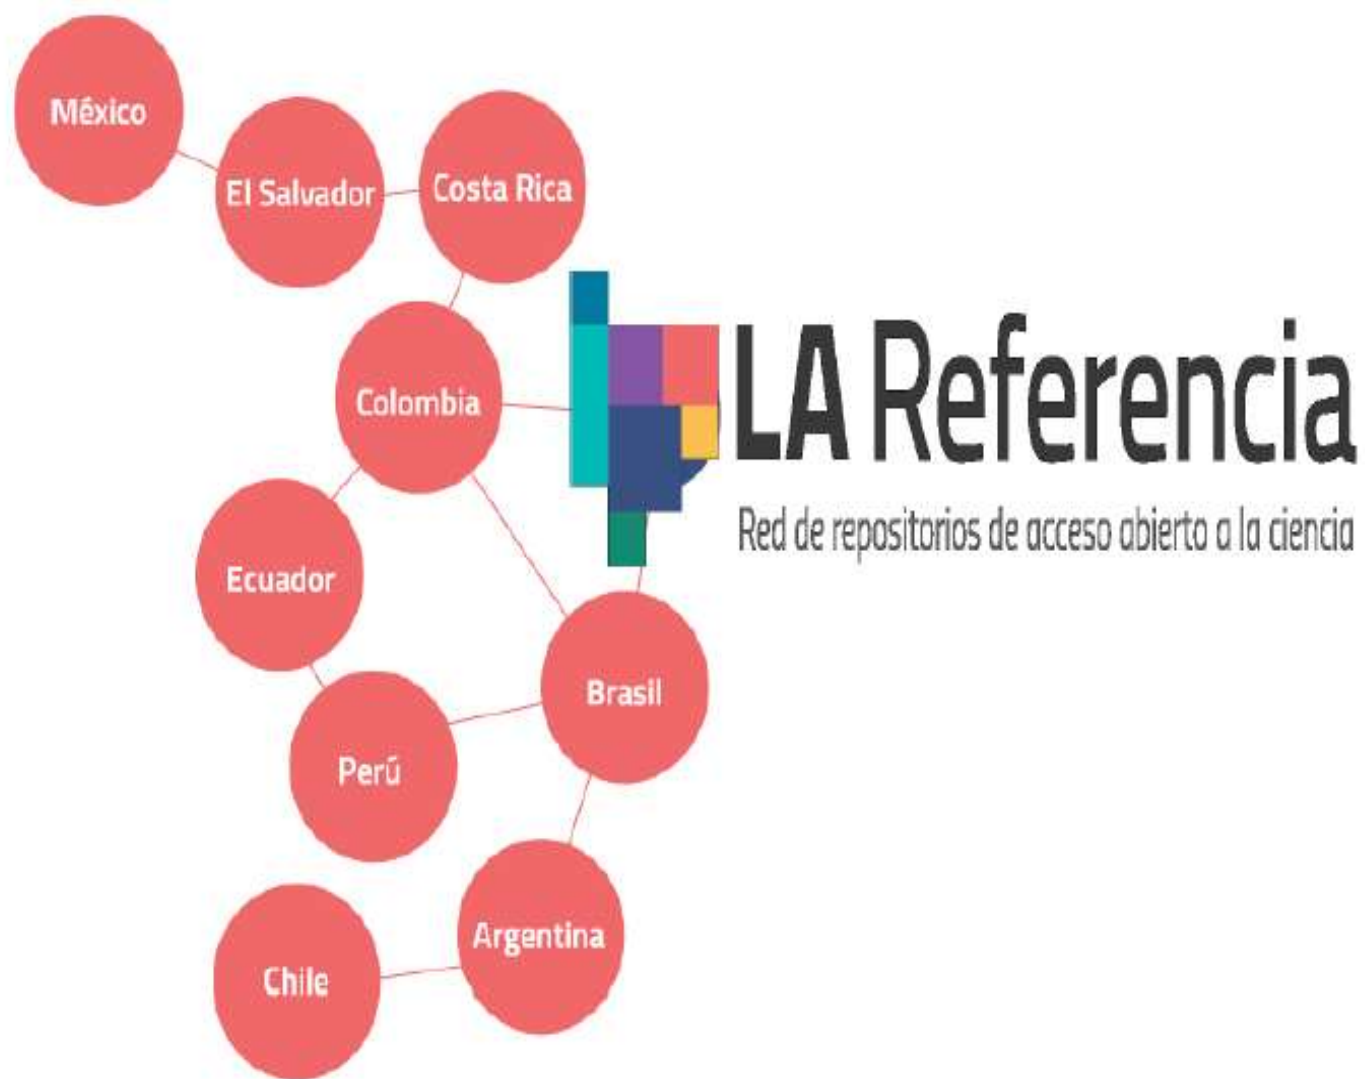 México
El Salvador
Costa Rica
Colombia
LA Referencia
Red de repositorios de acceso abierto a la ciencia
Ecuador
Brasil
Perú
Argentina
Chile